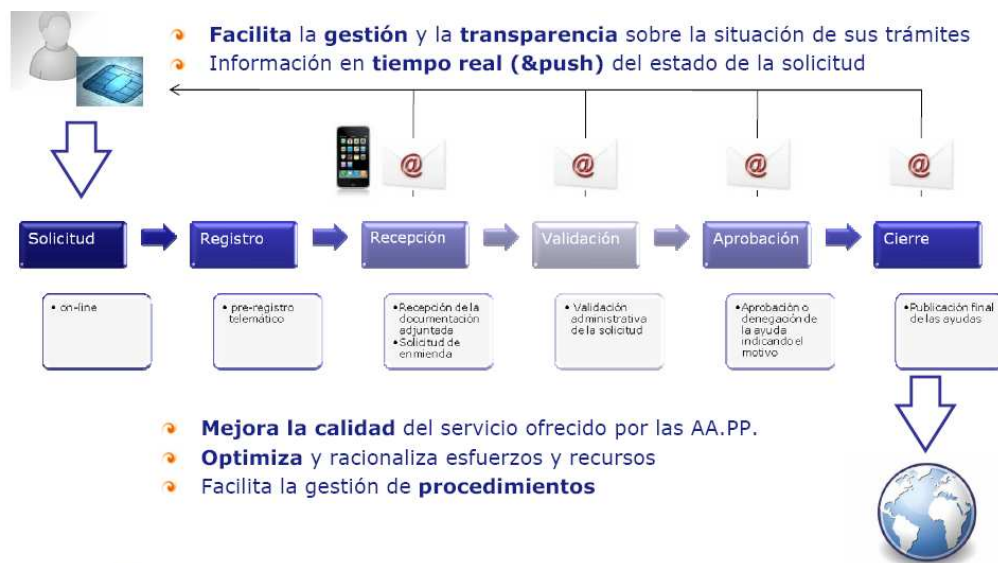 Facilita la gestión y la transparencia sobre la situación de sus trámites
Información en tiempo real (&push) del estado de la solicitud
@
@
@
@
Solicitud
Registro
Recepción
Validación
Aprobación
Cierre
• on-line
• pre-registro
telemático
• Recepción de la
documentación
adjuntada
• Solicitud de
enmienda
• Validación
administrativa
de la solicitud
• Aprobación o
denegación de
la ayuda
indicando el
motivo
• Publicación final
de las ayudas
Mejora la calidad del servicio ofrecido por las AA.PP.
Optimiza y racionaliza esfuerzos y recursos
Facilita la gestión de procedimientos